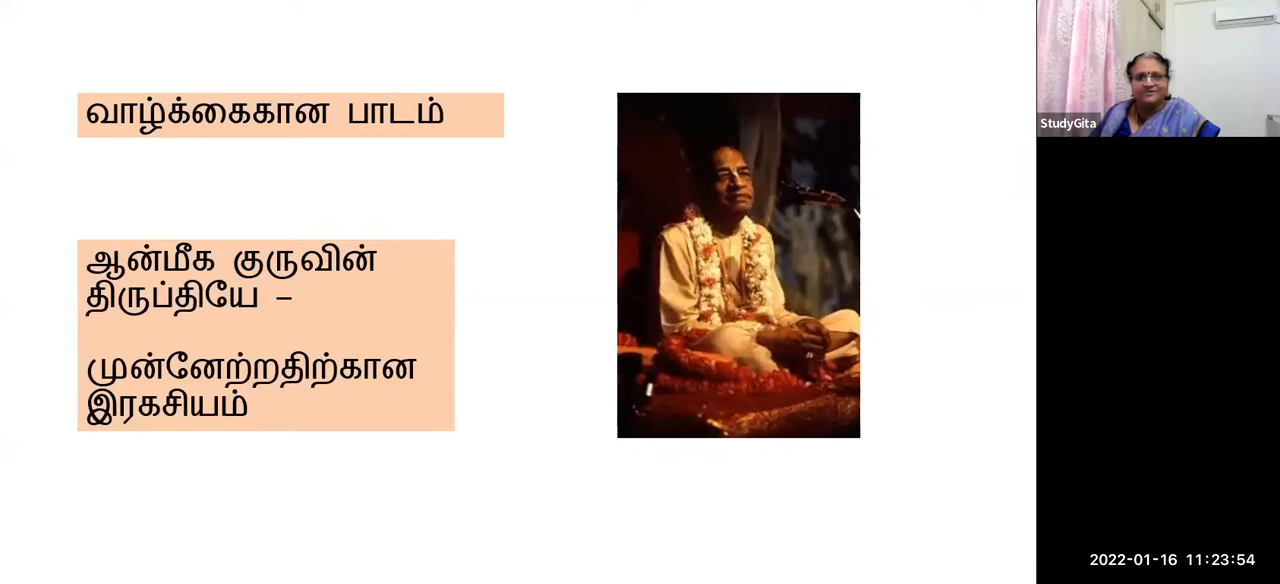 வாழ்க்கைகான பாடம்
ஆன்மீக குருவின்
திருப்தியே –
முன்னேற்றதிற்கான
இரகசியம்
StudyGita
2022-01-16 11:23:54